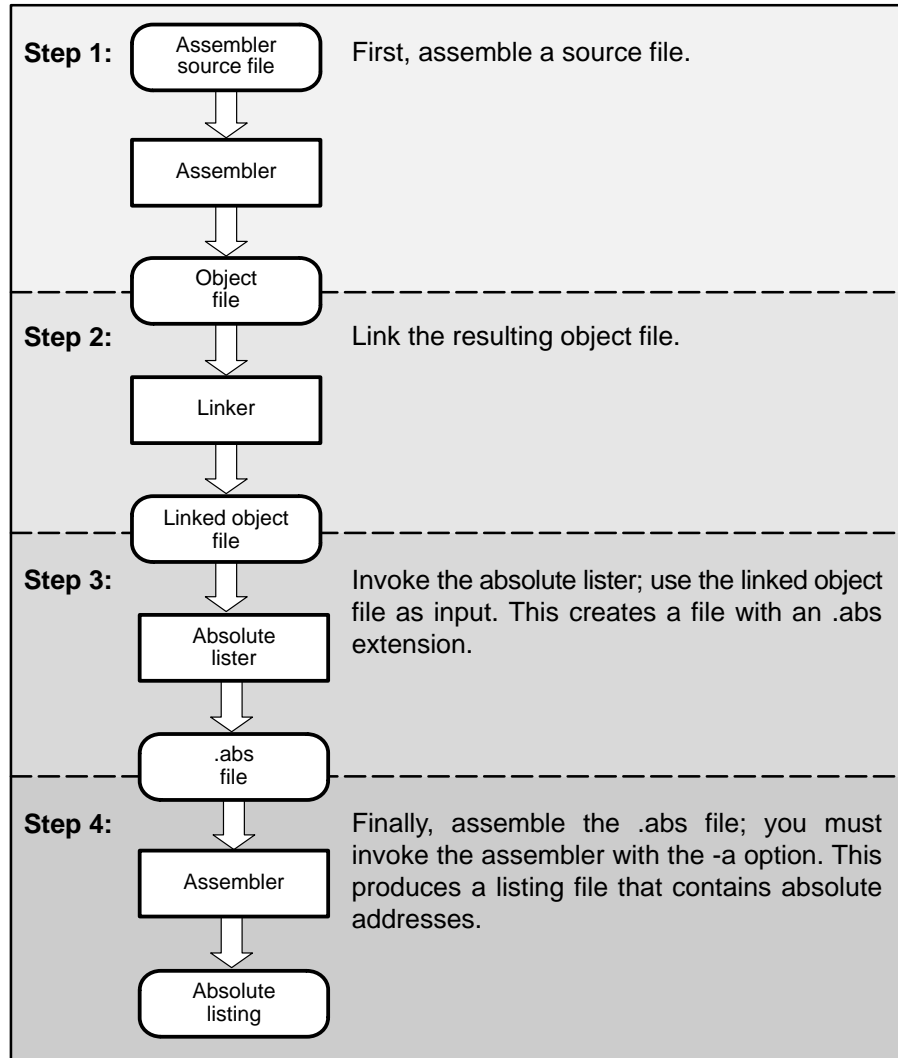 Step 1:
Assembler
source file
First, assemble a source file.
Assembler
Object
file
Step 2:
Link the resulting object file.
Linker
Linked object
file
Step 3:
Invoke the absolute lister; use the linked object
file as input. This creates a file with an .abs
extension.
Absolute
lister
.abs
file
Step 4:
Finally, assemble the .abs file; you must
invoke the assembler with the -a option. This
produces a listing file that contains absolute
addresses.
Assembler
Absolute
listing